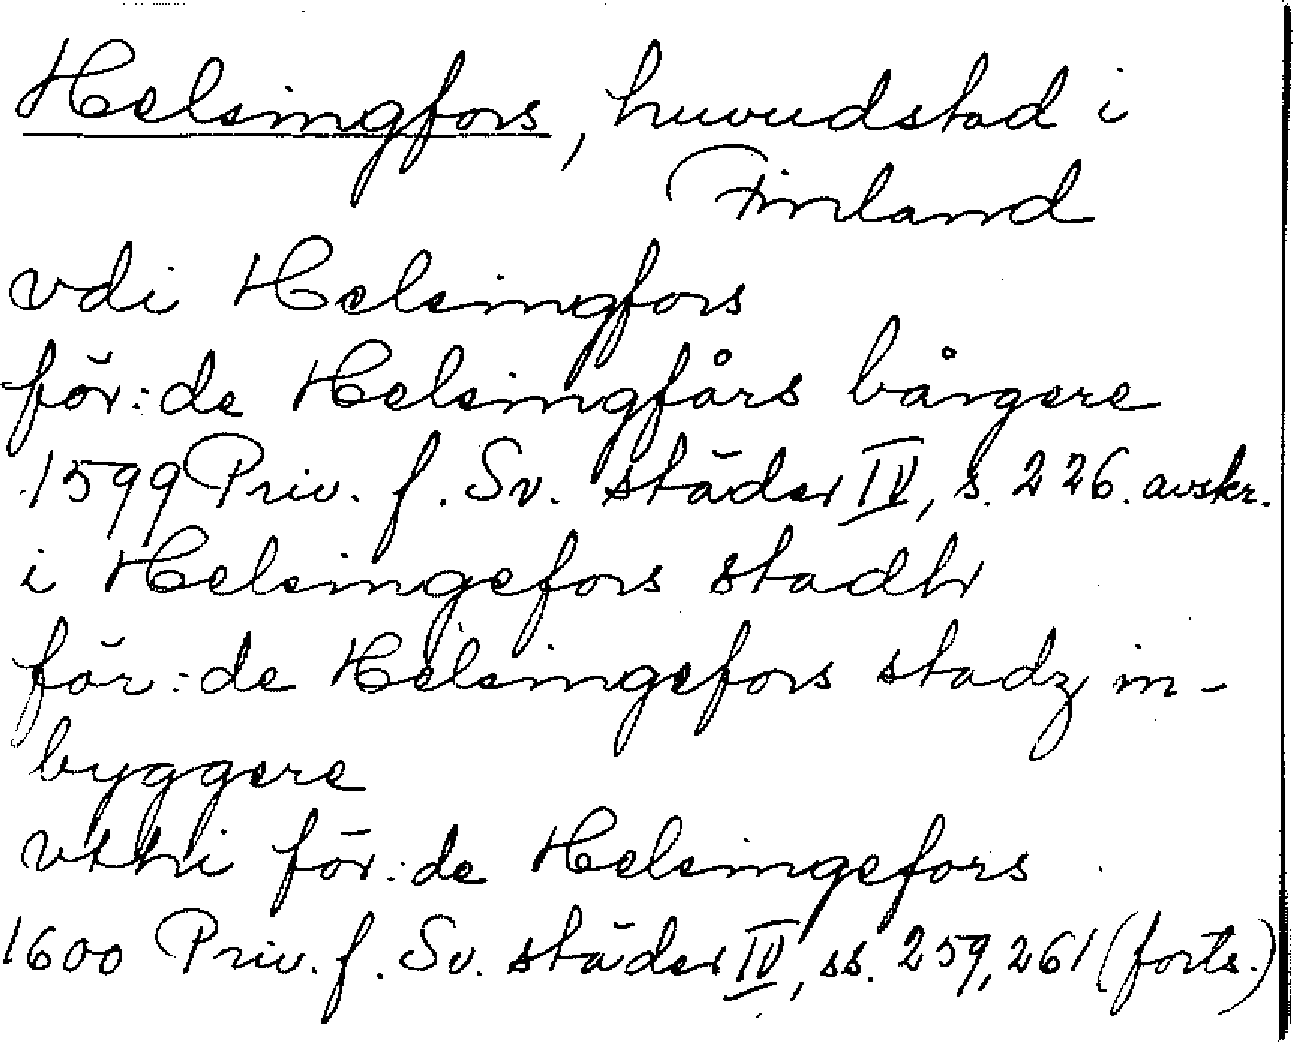 Helsingfors, huvudstad i
Finland
vdi Helsingfors
för:de Helsingfårs bårgere
1599 Priv. f. Sv. städer IV, s. 226. avskr.
i Helsingefors stadh
för:de Helsingefors stadz in-
byggere
vthi för:de Helsingefors
1600 Priv. f. Sv. städer IV, ss. 259, 261 (forts.)